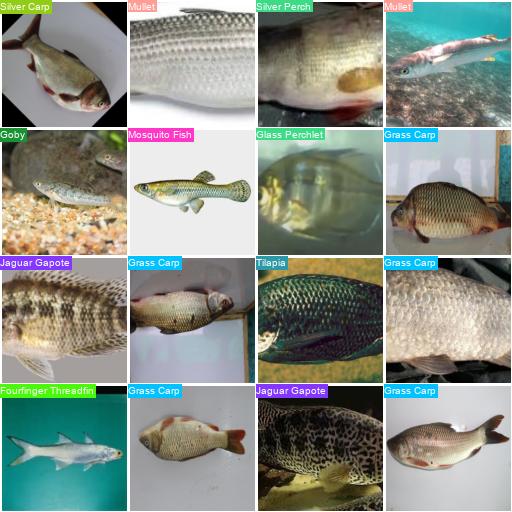 Silver Carp
Mullet
Silver Perch
Mullet
Goby
Mosquito Fish
Glass Perchlet
Grass Carp
Jaguar Gapote
Grass Carp
Tilapia
Grass Carp
Fourfinger Threadfin
Grass Carp
Jaguar Gapote
Grass Carp